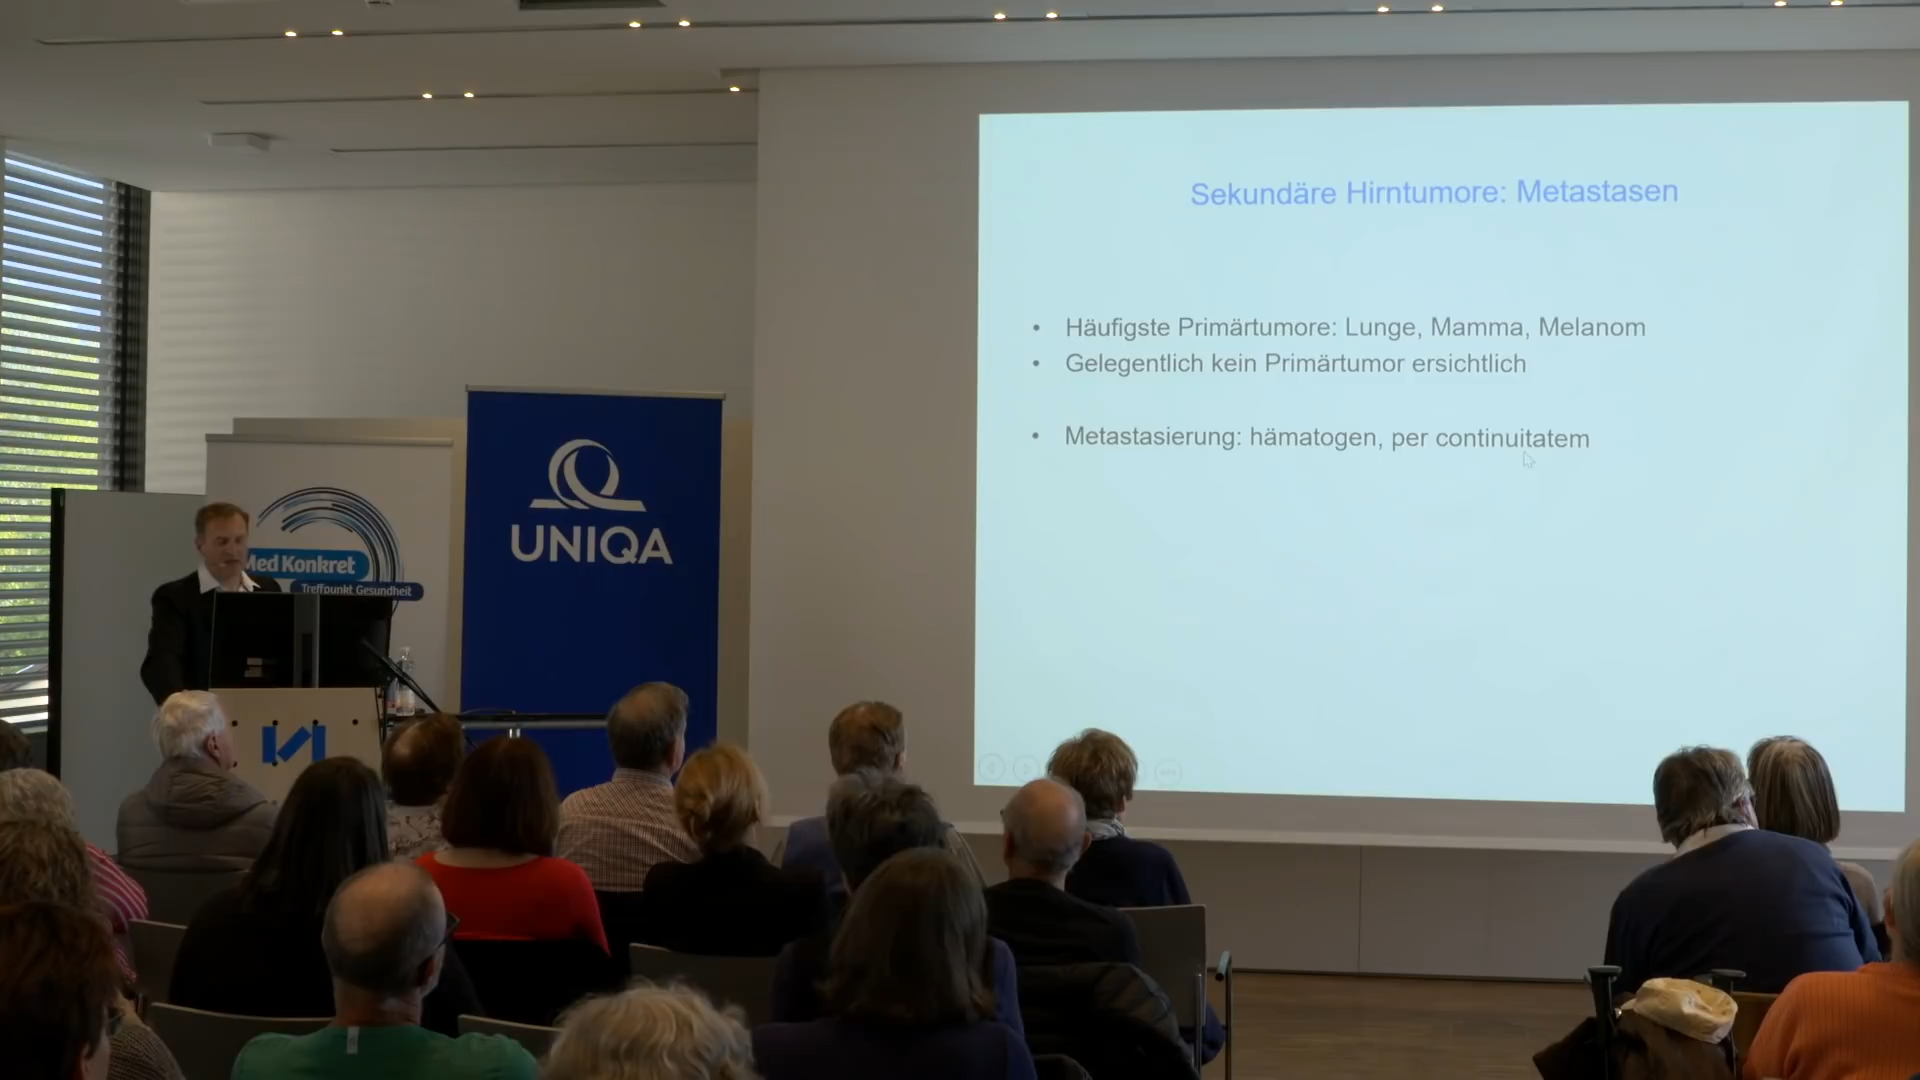 Sekundäre Hirntumore: Metastasen
• Häufigste Primärtumore: Lunge, Mamma, Melanom
• Gelegentlich kein Primärtumor ersichtlich
• Metastasierung: hämatogen, per continuitatem
UNIQA
Med Konkret
Treffpunkt Gesundheit